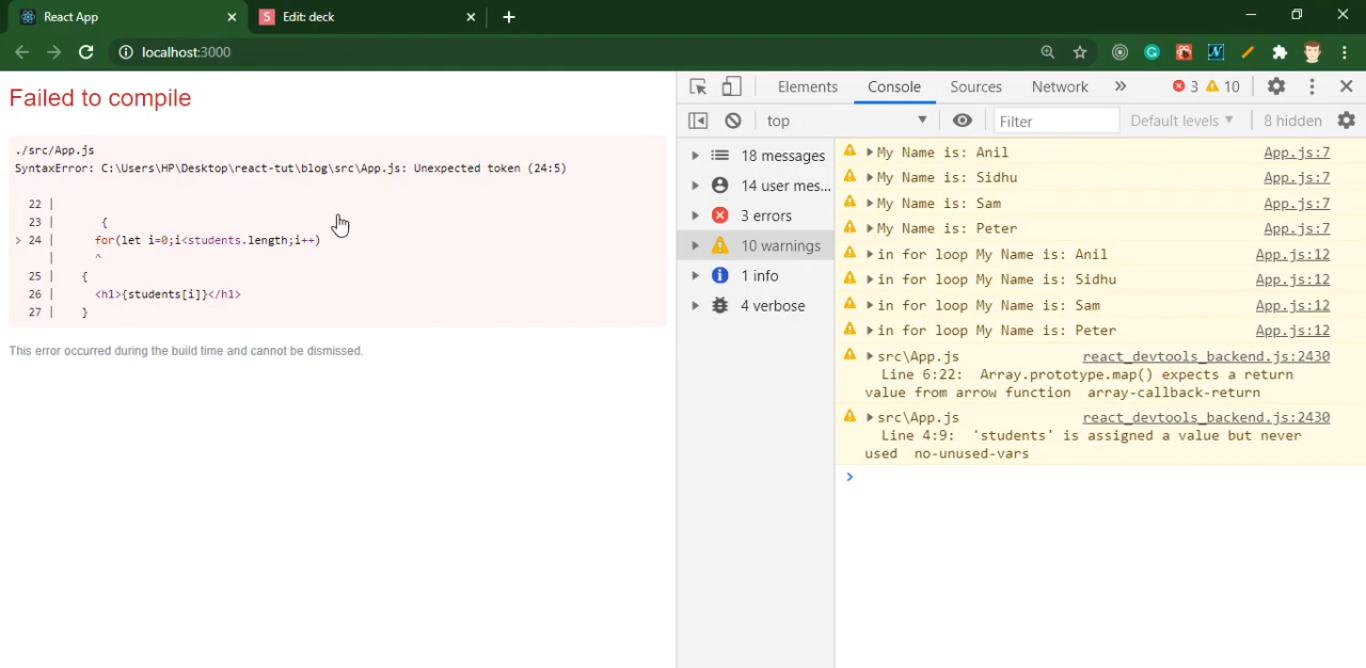 React App
Edit: deck
localhost:3000
Failed to compile
./src/App.js
SyntaxError: C:\Users\HP\Desktop\react-tut\blog\src\App.js: Unexpected token (24:5)
22 |
23 | {
> 24 | for(let i=0;i<students.length;i++)
| ^
25 | {
26 | <h1>{students[i]}</h1>
27 | }
This error occurred during the build time and cannot be dismissed.
Elements Console Sources Network » 3 10
top Filter Default levels 8 hidden
18 messages
14 user mes...
3 errors
10 warnings
1 info
4 verbose
My Name is: Anil App.js:7
My Name is: Sidhu App.js:7
My Name is: Sam App.js:7
My Name is: Peter App.js:7
in for loop My Name is: Anil App.js:12
in for loop My Name is: Sidhu App.js:12
in for loop My Name is: Sam App.js:12
in for loop My Name is: Peter App.js:12
src\App.js react_devtools_backend.js:2430
Line 6:22: Array.prototype.map() expects a return
value from arrow function array-callback-return
src\App.js react_devtools_backend.js:2430
Line 4:9: 'students' is assigned a value but never
used no-unused-vars
>